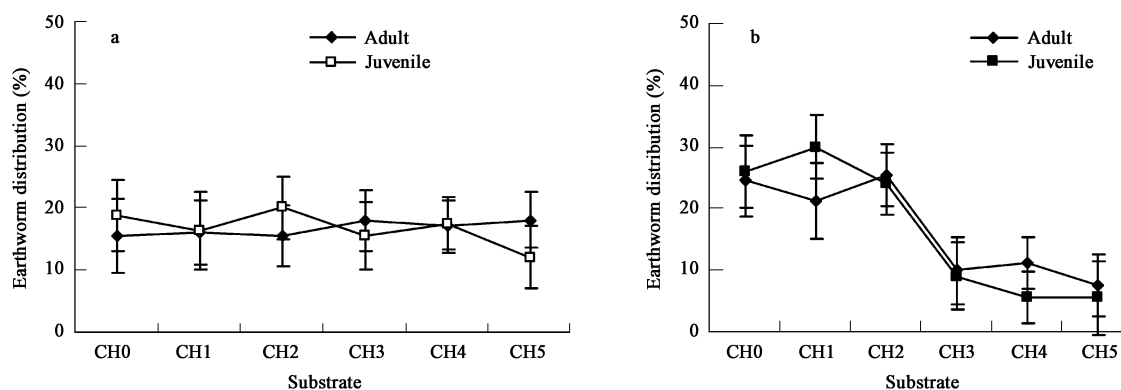 a
Adult
Juvenile
Earthworm distribution (%)
50
40
30
20
10
0
CH0 CH1 CH2 CH3 CH4 CH5
Substrate
b
Adult
Juvenile
Earthworm distribution (%)
50
40
30
20
10
0
CH0 CH1 CH2 CH3 CH4 CH5
Substrate